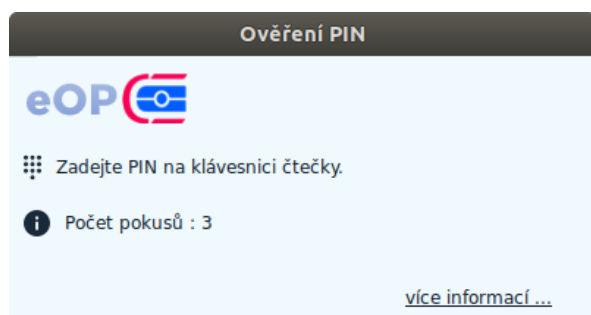 Ověření PIN
eOP
Zadejte PIN na klávesnici čtečky.
Počet pokusů : 3
více informací ...